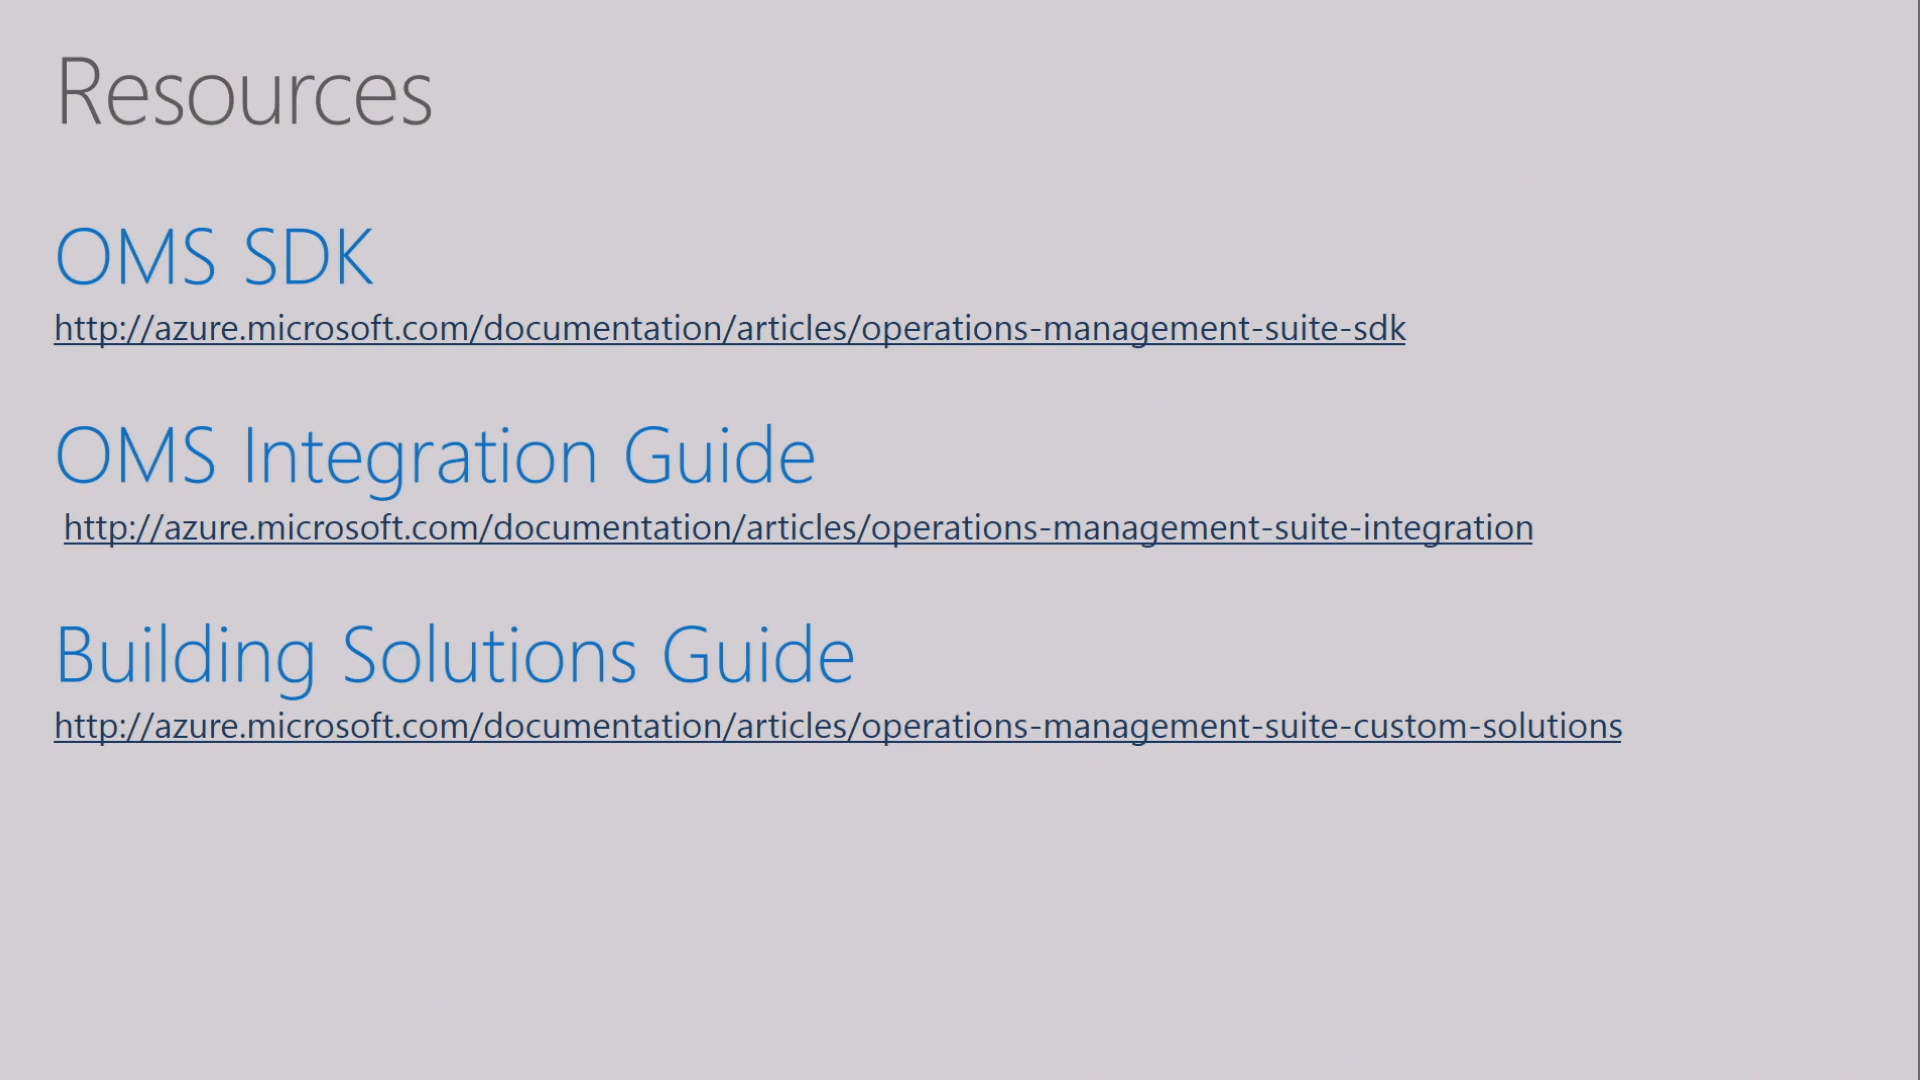 Resources
OMS SDK
http://azure.microsoft.com/documentation/articles/operations-management-suite-sdk
OMS Integration Guide
http://azure.microsoft.com/documentation/articles/operations-management-suite-integration
Building Solutions Guide
http://azure.microsoft.com/documentation/articles/operations-management-suite-custom-solutions